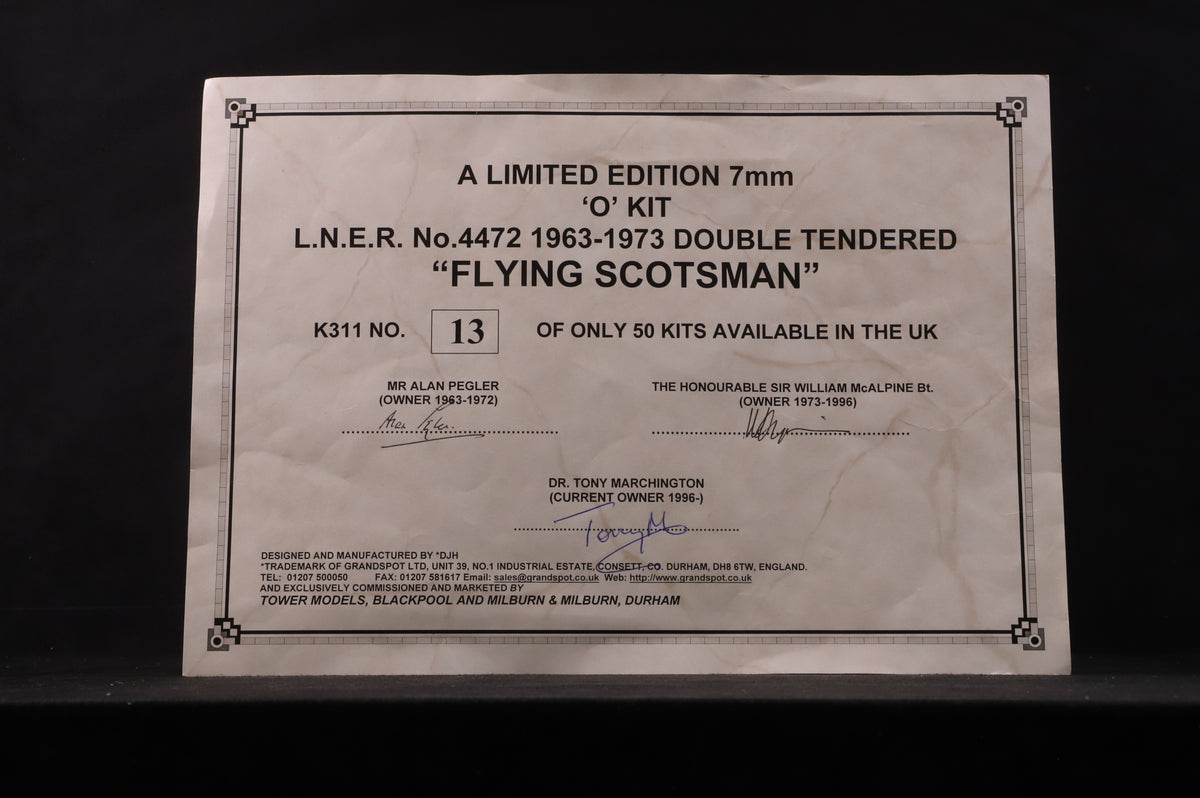 A LIMITED EDITION 7mm
‘O’ KIT
L.N.E.R. No.4472 1963-1973 DOUBLE TENDERED
“FLYING SCOTSMAN”
K311 NO. 13 OF ONLY 50 KITS AVAILABLE IN THE UK
MR ALAN PEGLER
(OWNER 1963-1972)
Alan Pegler
THE HONOURABLE SIR WILLIAM McALPINE Bt.
(OWNER 1973-1996)
DR. TONY MARCHINGTON
(CURRENT OWNER 1996-)
Tony M
DESIGNED AND MANUFACTURED BY *DJH
*TRADEMARK OF GRANDSPOT LTD, UNIT 39, NO.1 INDUSTRIAL ESTATE, CONSETT, CO. DURHAM, DH8 6TW, ENGLAND.
TEL: 01207 500050 FAX: 01207 581617 Email: sales@grandspot.co.uk Web: http://www.grandspot.co.uk
AND EXCLUSIVELY COMMISSIONED AND MARKETED BY
TOWER MODELS, BLACKPOOL AND MILBURN & MILBURN, DURHAM